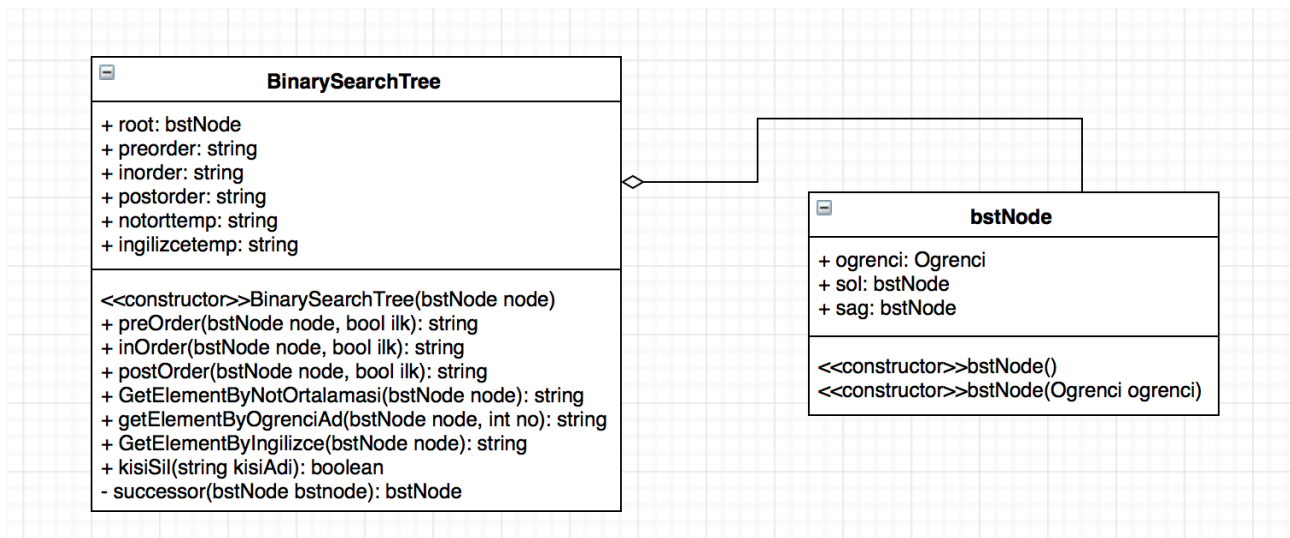 BinarySearchTree
+ root: bstNode
+ preorder: string
+ inorder: string
+ postorder: string
+ notorttemp: string
+ ingilizcetemp: string
<<constructor>>BinarySearchTree(bstNode node)
+ preOrder(bstNode node, bool ilk): string
+ inOrder(bstNode node, bool ilk): string
+ postOrder(bstNode node, bool ilk): string
+ GetElementByNotOrtalamasi(bstNode node): string
+ getElementByOgrenciAd(bstNode node, int no): string
+ GetElementByIngilizce(bstNode node): string
+ kisiSil(string kisiAdi): boolean
- successor(bstNode bstnode): bstNode
bstNode
+ ogrenci: Ogrenci
+ sol: bstNode
+ sag: bstNode
<<constructor>>bstNode()
<<constructor>>bstNode(Ogrenci ogrenci)